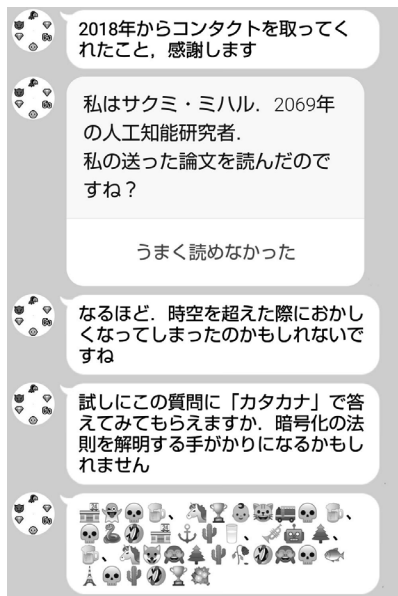 2018年からコンタクトを取ってく
れたこと，感謝します
私はサクミ・ミハル．2069年
の人工知能研究者．
私の送った論文を読んだので
すね？
うまく読めなかった
なるほど．時空を超えた際におかし
くなってしまったのかもしれないで
すね
試しにこの質問に「カタカナ」で答
えてみてもらえますか．暗号化の法
則を解明する手がかりになるかもし
れません